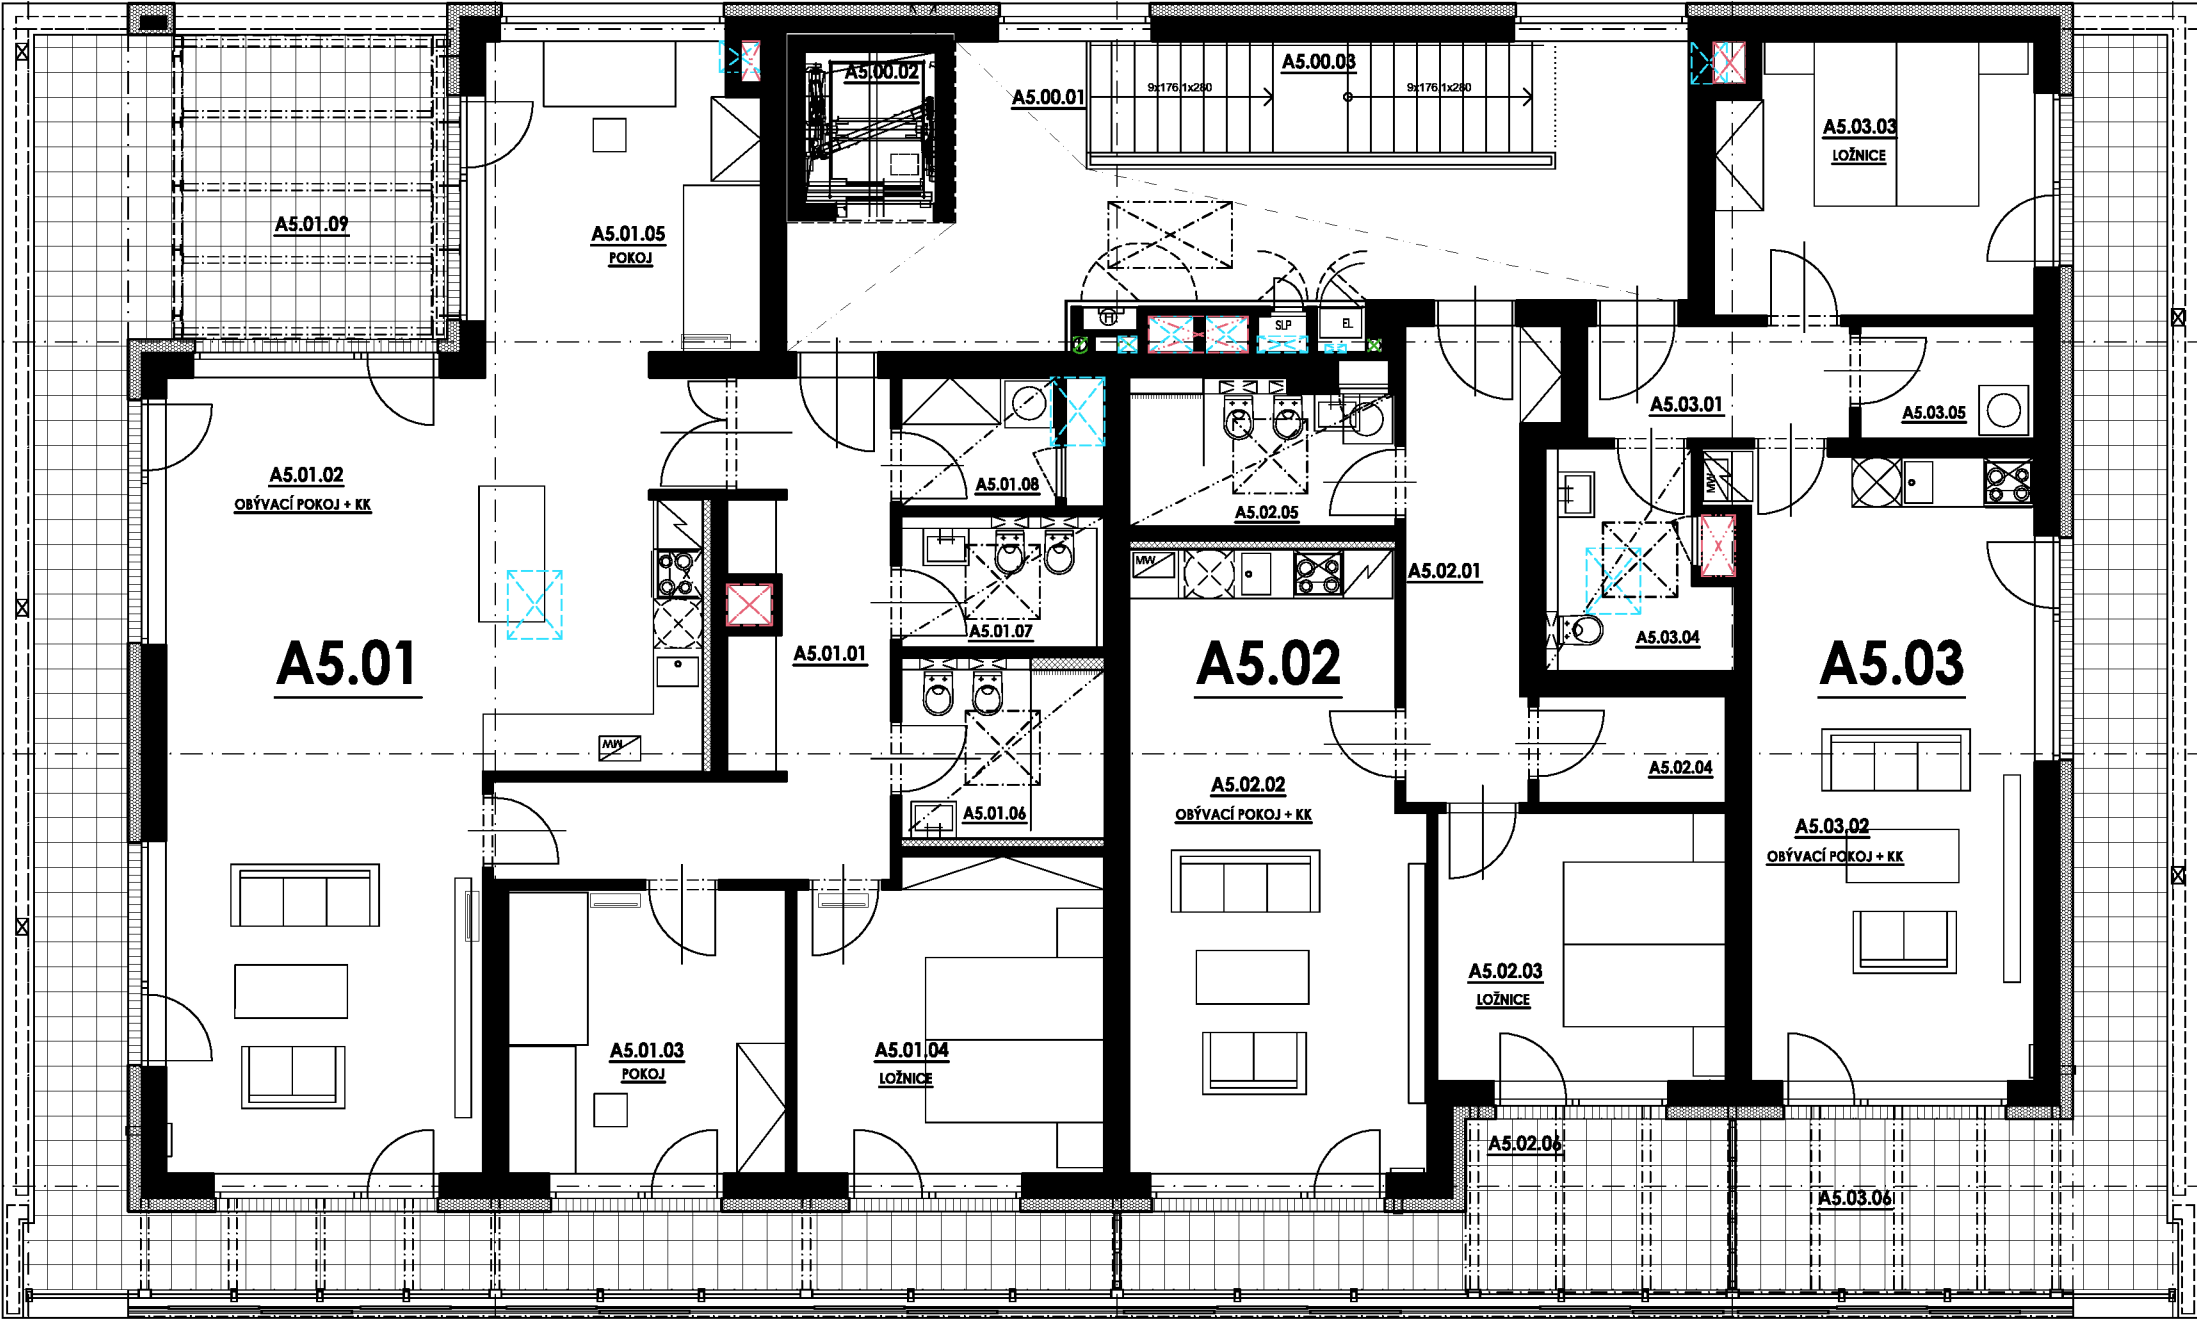 A5.00.02
A5.00.03
A5.00.01
9x176,1x280
9x176,1x280
A5.03.03
LOŽNICE
A5.01.09
A5.01.05
POKOJ
SLP
EL
A5.03.01
A5.03.05
A5.01.02
OBÝVACÍ POKOJ + KK
A5.01.08
A5.02.05
MW
MW
A5.02.01
A5.01.07
A5.03.04
A5.01
A5.01.01
A5.02
A5.03
MW
A5.02.04
A5.02.02
OBÝVACÍ POKOJ + KK
A5.01.06
A5.03.02
OBÝVACÍ POKOJ + KK
A5.02.03
LOŽNICE
A5.01.03
POKOJ
A5.01.04
LOŽNICE
A5.02.06
A5.03.06